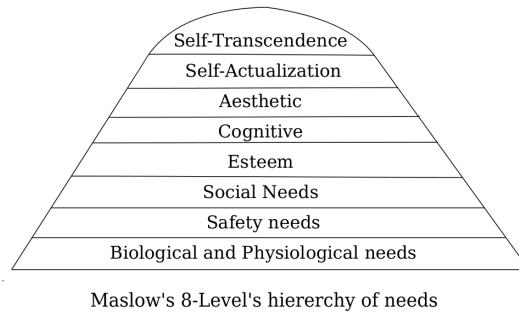 Self-Transcendence
Self-Actualization
Aesthetic
Cognitive
Esteem
Social Needs
Safety needs
Biological and Physiological needs
Maslow's 8-Level's hiererchy of needs